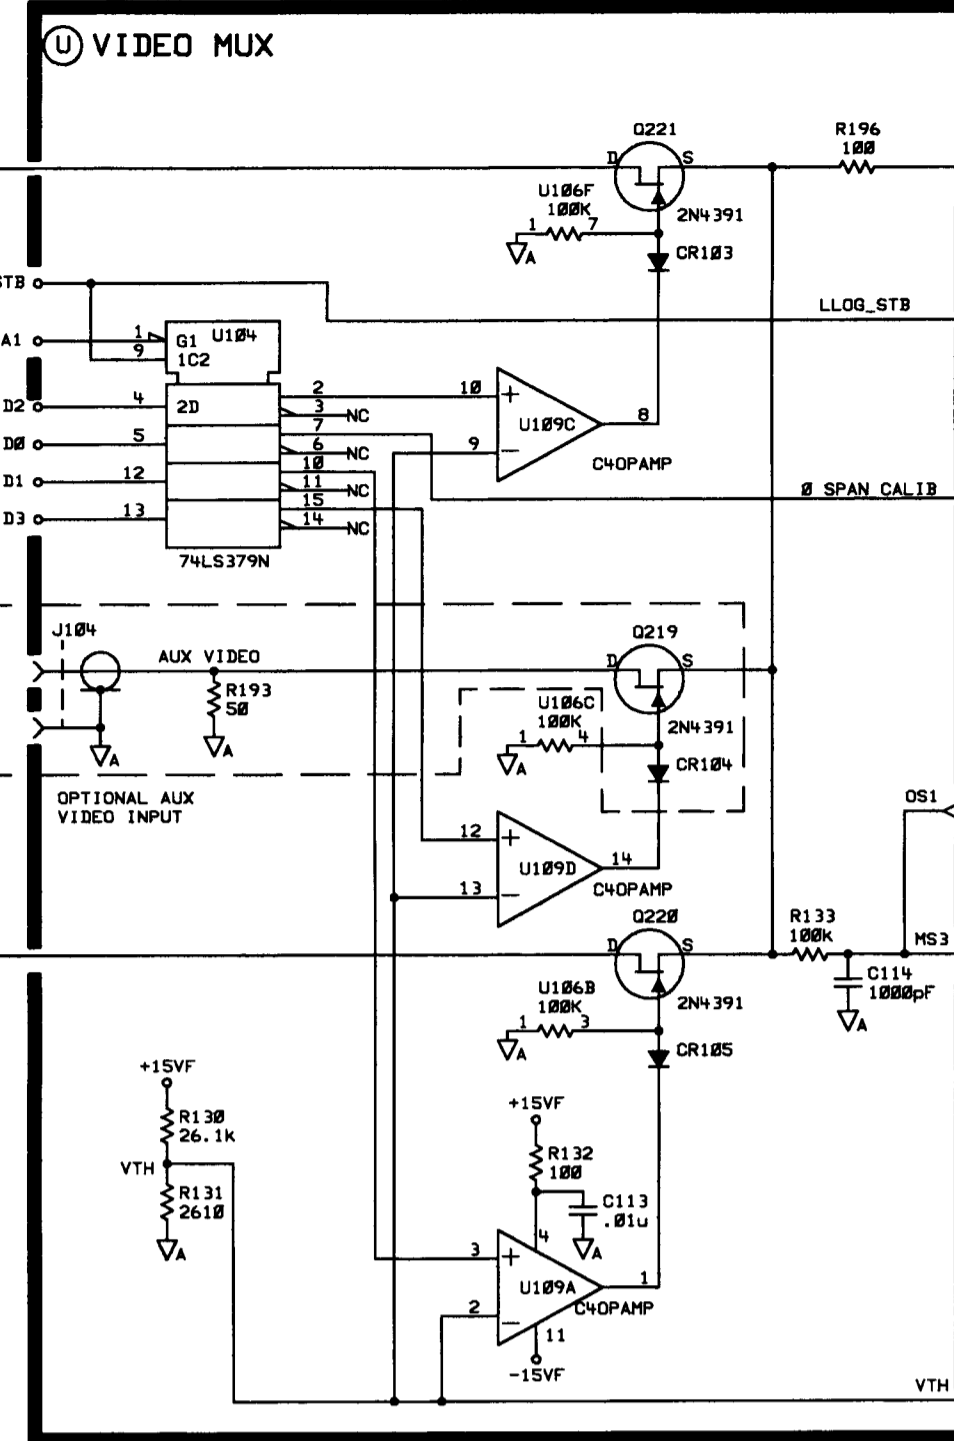 U VIDEO MUX
Q221
D
S
R196
100
U106F
100K
1
7
A
2N4391
CR103
STB
LLOG_STB
A1
1
9
G1
1C2
U104
D2
4
2D
2
3
NC
D0
5
7
6
NC
D1
12
10
11
NC
D3
13
15
14
NC
74LS379N
10
+
9
−
U109C
8
C4OPAMP
0 SPAN CALIB
J104
AUX VIDEO
R193
50
A
A
Q219
D
S
U106C
100K
1
4
A
2N4391
CR104
OPTIONAL AUX
VIDEO INPUT
12
+
13
−
U109D
14
C4OPAMP
OS1
Q220
D
S
R133
100k
MS3
C114
1000pF
A
U106B
100K
1
3
A
2N4391
CR105
+15VF
R130
26.1k
VTH
R131
2610
A
+15VF
R132
100
C113
.01u
A
4
3
+
2
−
U109A
1
C4OPAMP
11
-15VF
VTH